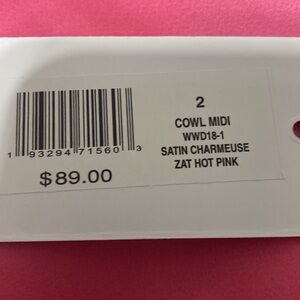 2
COWL MIDI
WWD18-1
SATIN CHARMEUSE
ZAT HOT PINK
1 93294 71560 3
$89.00